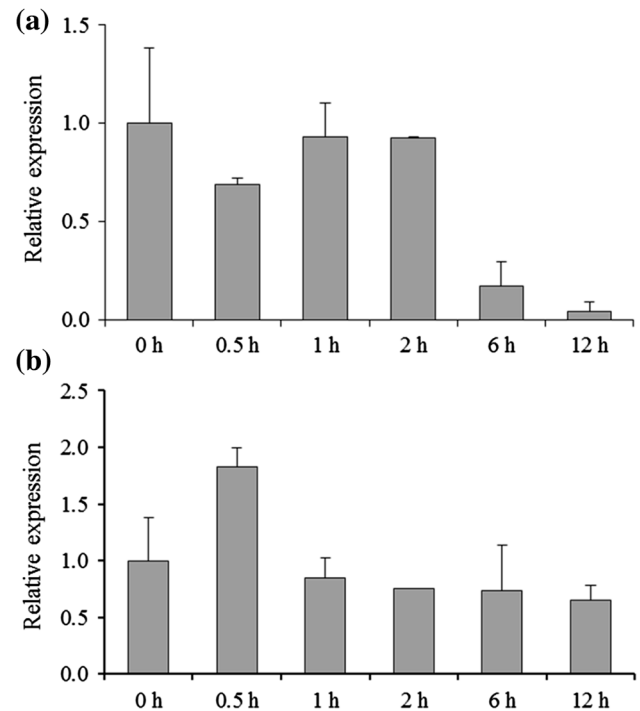 (a)
Relative expression
1.5
1.0
0.5
0.0
0 h 0.5 h 1 h 2 h 6 h 12 h
(b)
Relative expression
2.5
2.0
1.5
1.0
0.5
0.0
0 h 0.5 h 1 h 2 h 6 h 12 h